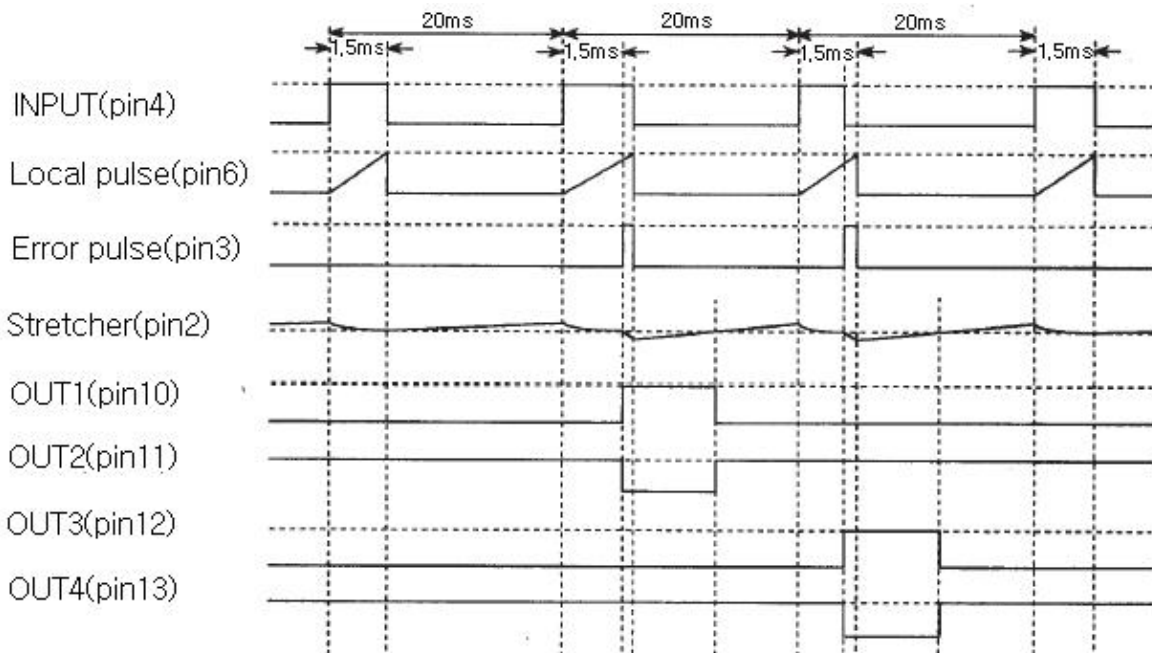 20ms 20ms 20ms
1,5ms 1,5ms 1,5ms 1,5ms
INPUT(pin4)
Local pulse(pin6)
Error pulse(pin3)
Stretcher(pin2)
OUT1(pin10)
OUT2(pin11)
OUT3(pin12)
OUT4(pin13)